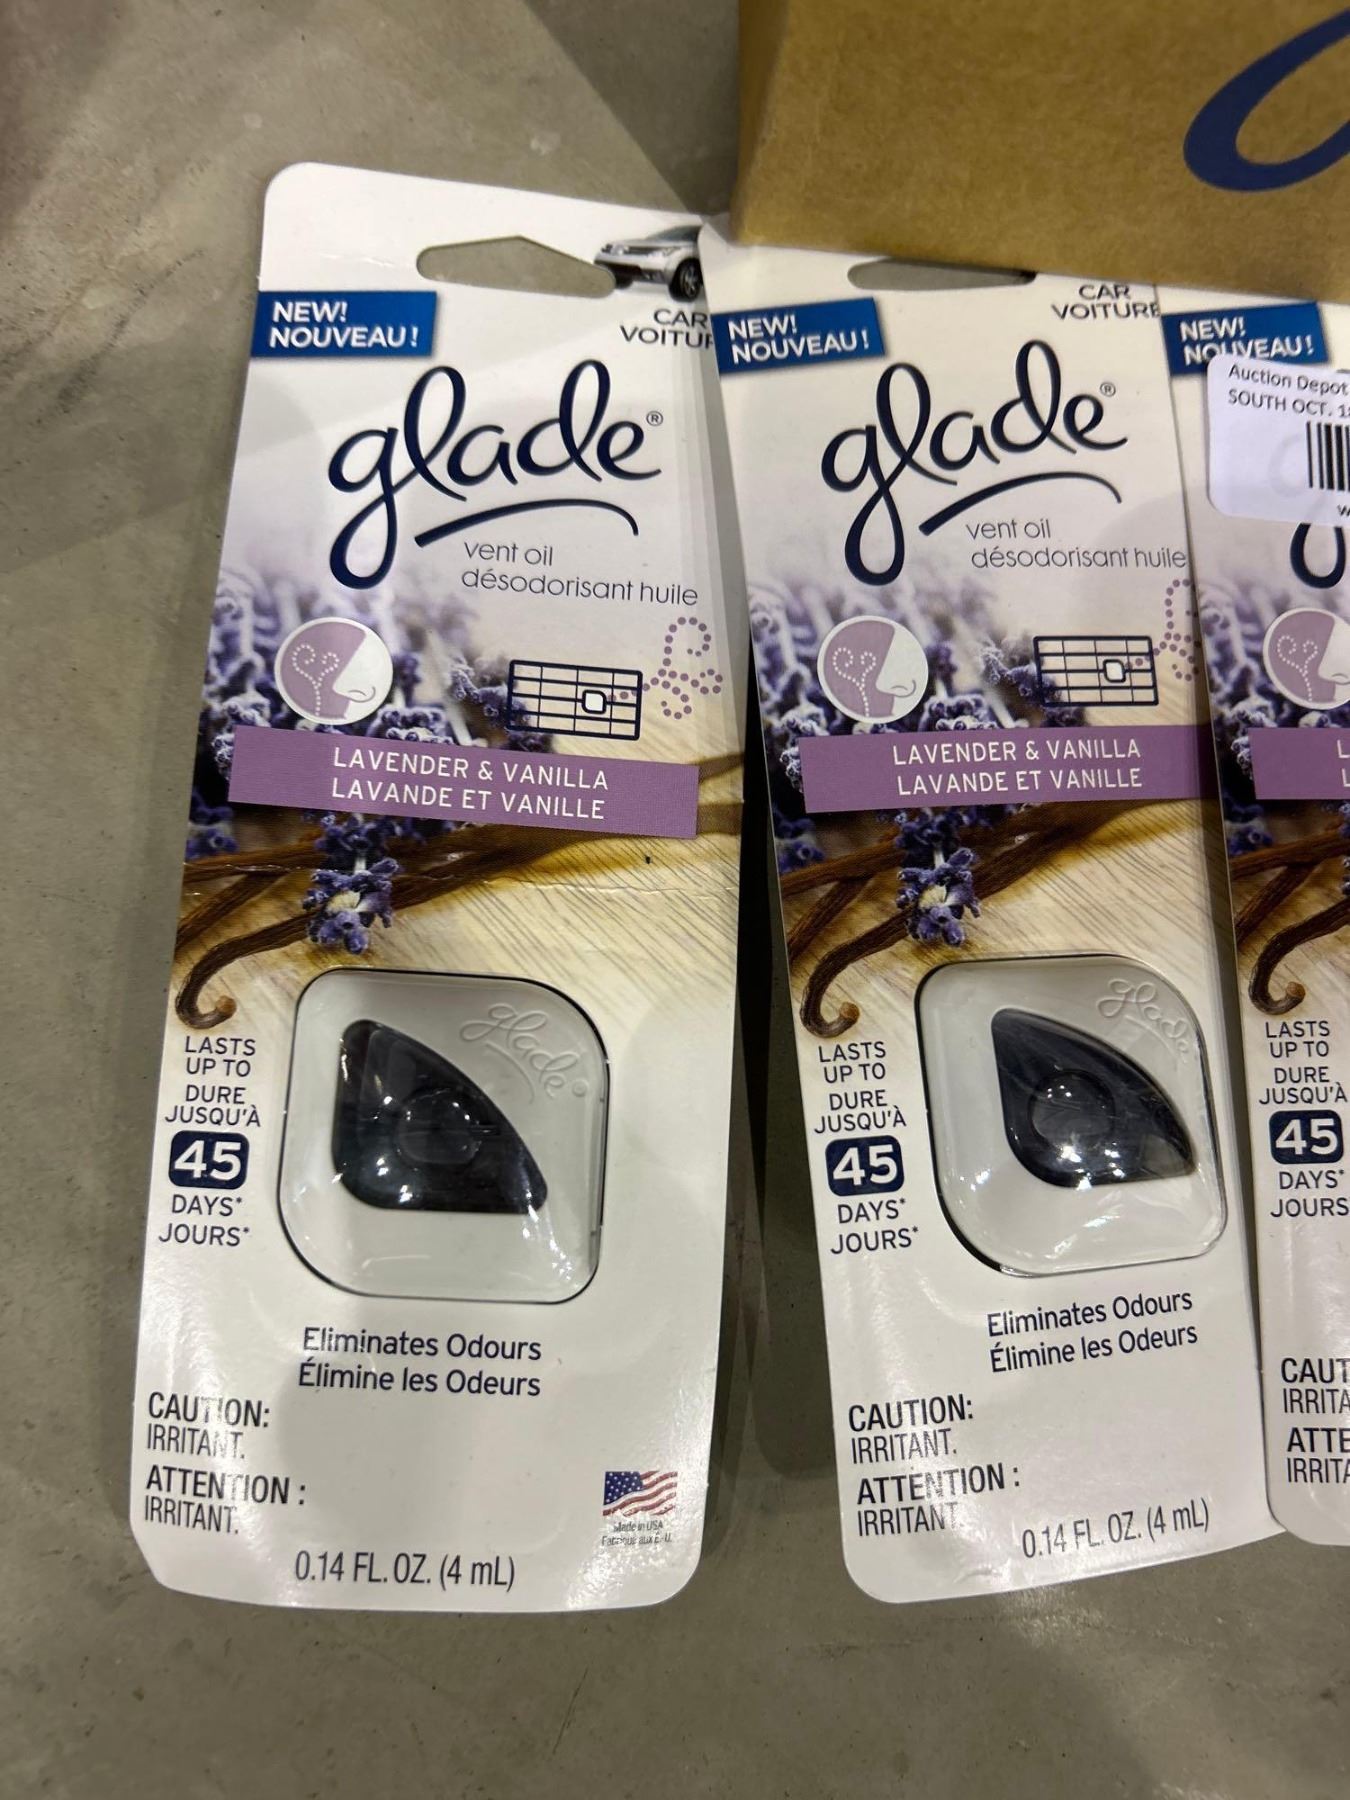 NEW!
NOUVEAU!
CAR
glade®
vent oil
désodorisant huile
LAVENDER & VANILLA
LAVANDE ET VANILLE
glade
LASTS
UP TO
DURE
JUSQU'À
45
DAYS*
JOURS*
Eliminates Odours
Élimine les Odeurs
CAUTION:
IRRITANT.
ATTENTION :
IRRITANT.
Made in USA
0.14 FL. OZ. (4 mL)
NEW!
NOUVEAU!
CAR
VOITURE
glade®
vent oil
désodorisant huile
LAVENDER & VANILLA
LAVANDE ET VANILLE
glade
LASTS
UP TO
DURE
JUSQU'À
45
DAYS*
JOURS*
Eliminates Odours
Élimine les Odeurs
CAUTION:
IRRITANT.
ATTENTION :
IRRITANT
0.14 FL. OZ. (4 mL)
NEW!
NOUVEAU!
Auction Depot
SOUTH OCT.
LASTS
UP TO
DURE
JUSQU'À
45
DAYS*
JOURS